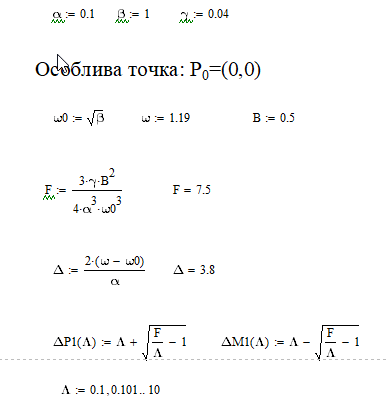 α := 0.1 β := 1 γ := 0.04
Особлива точка: P₀=(0,0)
ω0 := √β ω := 1.19 B := 0.5
F := (3·γ·B²)/(4·α³·ω0³) F = 7.5
Δ := (2·(ω − ω0))/α Δ = 3.8
ΔP1(Λ) := Λ + √(F/Λ − 1) ΔM1(Λ) := Λ − √(F/Λ − 1)
Λ := 0.1, 0.101.. 10